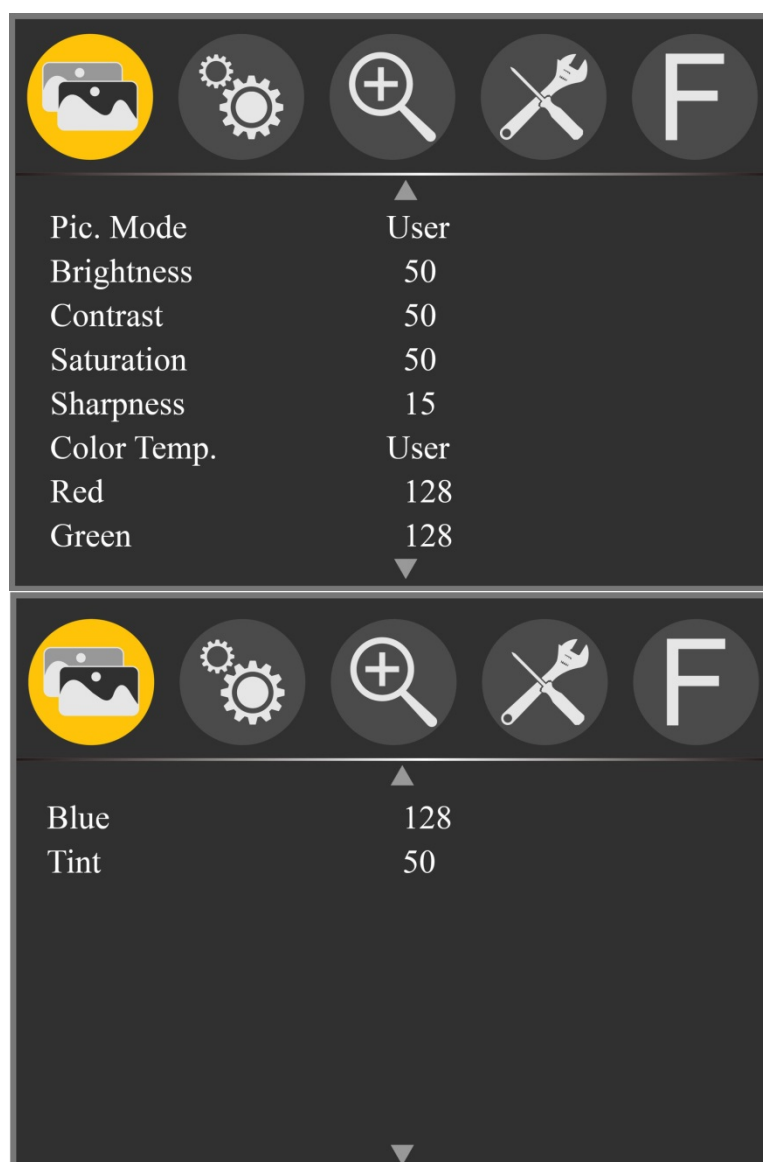 F
Pic. Mode User
Brightness 50
Contrast 50
Saturation 50
Sharpness 15
Color Temp. User
Red 128
Green 128
F
Blue 128
Tint 50